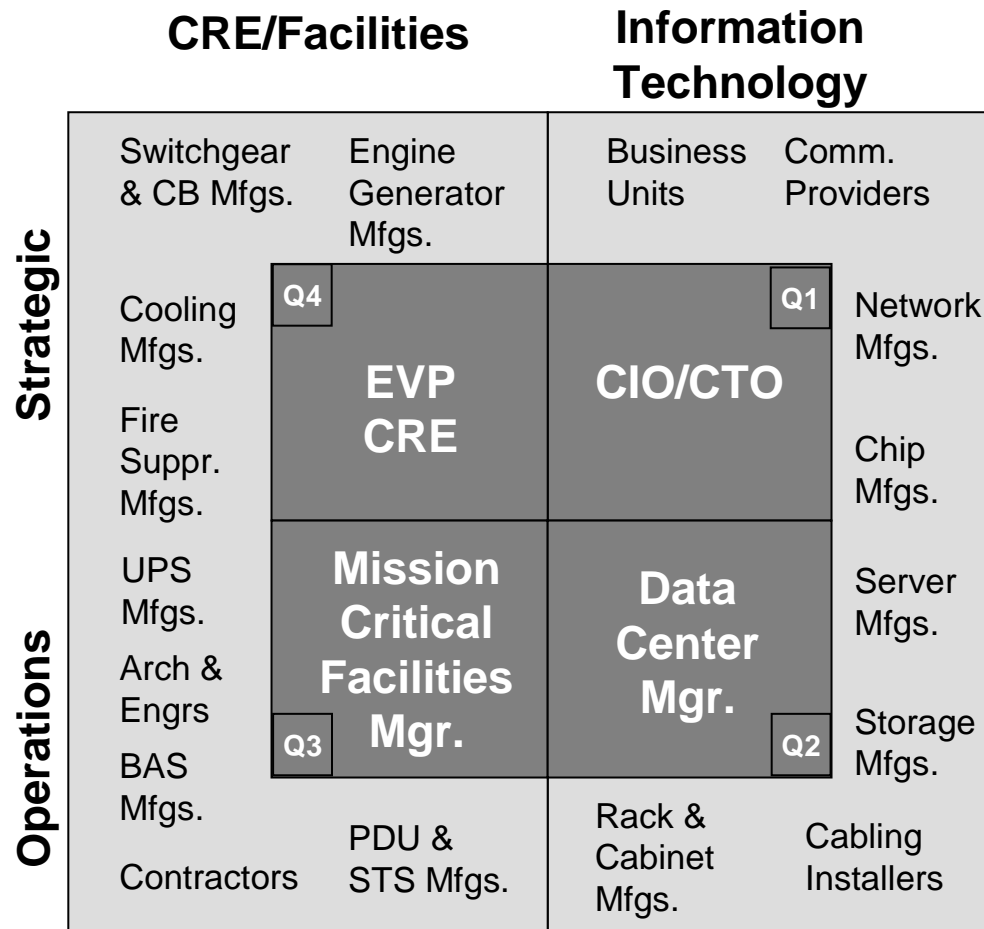 CRE/Facilities
Information
Technology
Strategic
Operations
Switchgear
& CB Mfgs.
Engine
Generator
Mfgs.
Business
Units
Comm.
Providers
Cooling
Mfgs.
Fire
Suppr.
Mfgs.
Q4
EVP
CRE
Q1
CIO/CTO
Network
Mfgs.
Chip
Mfgs.
UPS
Mfgs.
Arch &
Engrs
BAS
Mfgs.
Contractors
Mission
Critical
Facilities
Mgr.
Q3
Data
Center
Mgr.
Q2
Server
Mfgs.
Storage
Mfgs.
PDU &
STS Mfgs.
Rack &
Cabinet
Mfgs.
Cabling
Installers